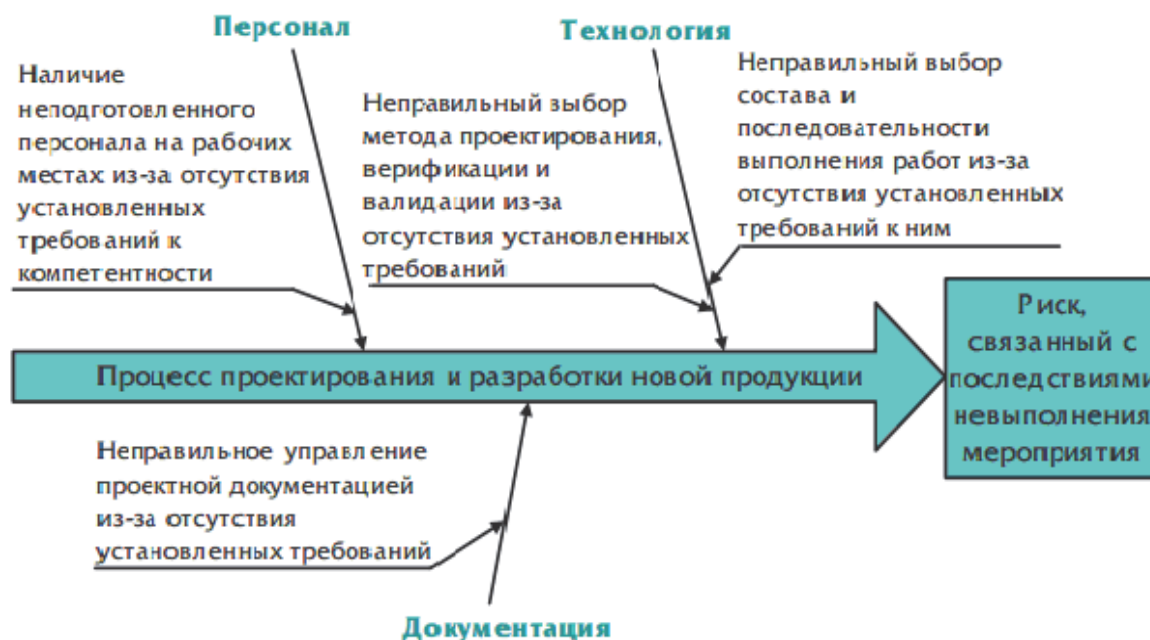 Персонал
Технология
Наличие
неподготовленного
персонала на рабочих
местах из-за отсутствия
установленных
требований к
компетентности
Неправильный выбор
метода проектирования,
верификации и
валидации из-за
отсутствия установленных
требований
Неправильный выбор
состава и
последовательности
выполнения работ из-за
отсутствия установленных
требований к ним
Процесс проектирования и разработки новой продукции
Риск,
связанный с
последствиями
невыполнения
мероприятия
Неправильное управление
проектной документацией
из-за отсутствия
установленных требований
Документация